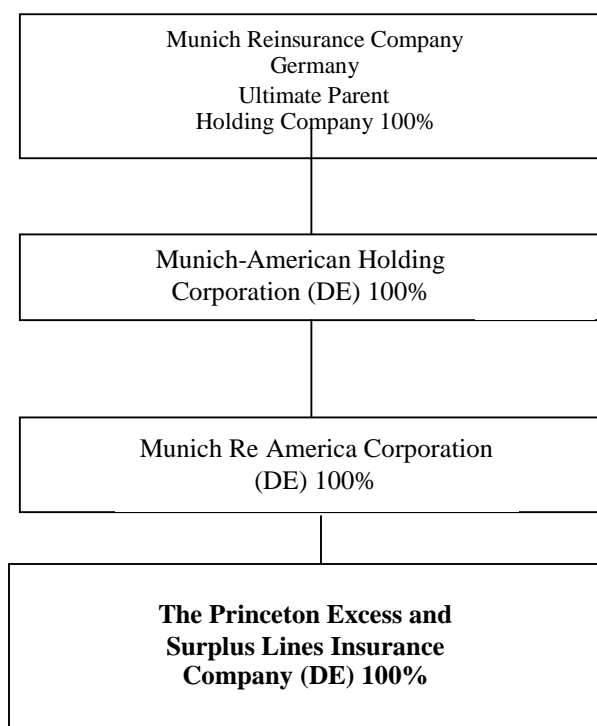 Munich Reinsurance Company
Germany
Ultimate Parent
Holding Company 100%
Munich-American Holding
Corporation (DE) 100%
Munich Re America Corporation
(DE) 100%
The Princeton Excess and
Surplus Lines Insurance
Company (DE) 100%